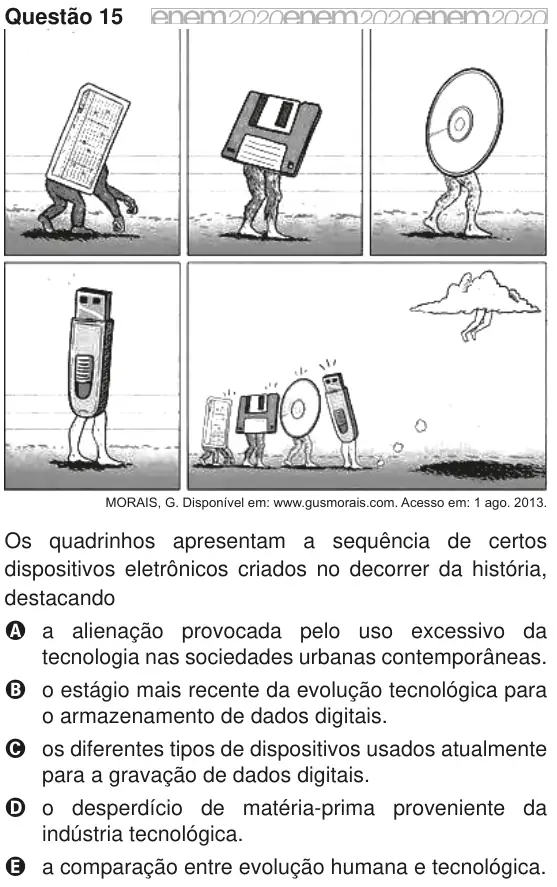 Questão 15 enem2020enem2020enem2020
MORAIS, G. Disponível em: www.gusmorais.com. Acesso em: 1 ago. 2013.
Os quadrinhos apresentam a sequência de certos
dispositivos eletrônicos criados no decorrer da história,
destacando
A a alienação provocada pelo uso excessivo da
tecnologia nas sociedades urbanas contemporâneas.
B o estágio mais recente da evolução tecnológica para
o armazenamento de dados digitais.
C os diferentes tipos de dispositivos usados atualmente
para a gravação de dados digitais.
D o desperdício de matéria-prima proveniente da
indústria tecnológica.
E a comparação entre evolução humana e tecnológica.